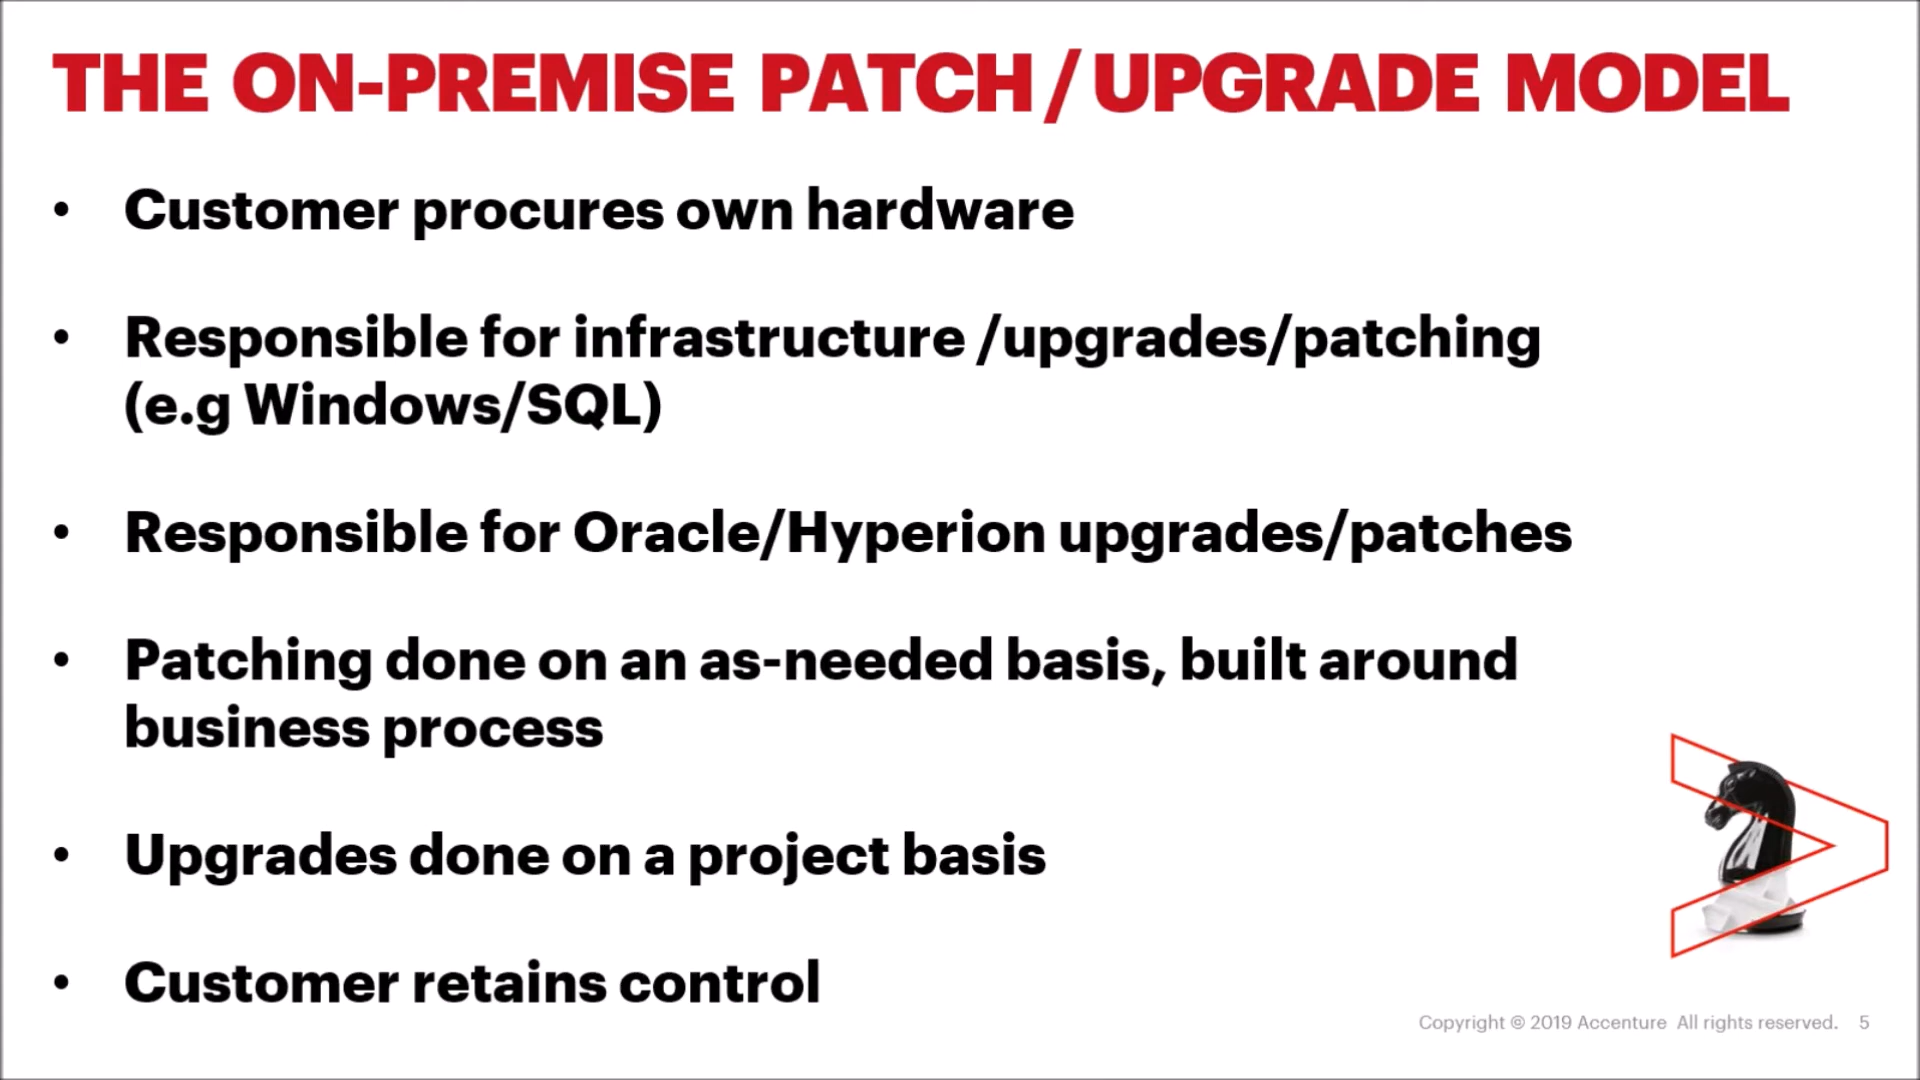 THE ON-PREMISE PATCH/UPGRADE MODEL
• Customer procures own hardware
• Responsible for infrastructure /upgrades/patching
(e.g Windows/SQL)
• Responsible for Oracle/Hyperion upgrades/patches
• Patching done on an as-needed basis, built around
business process
• Upgrades done on a project basis
• Customer retains control
Copyright © 2019 Accenture All rights reserved. 5